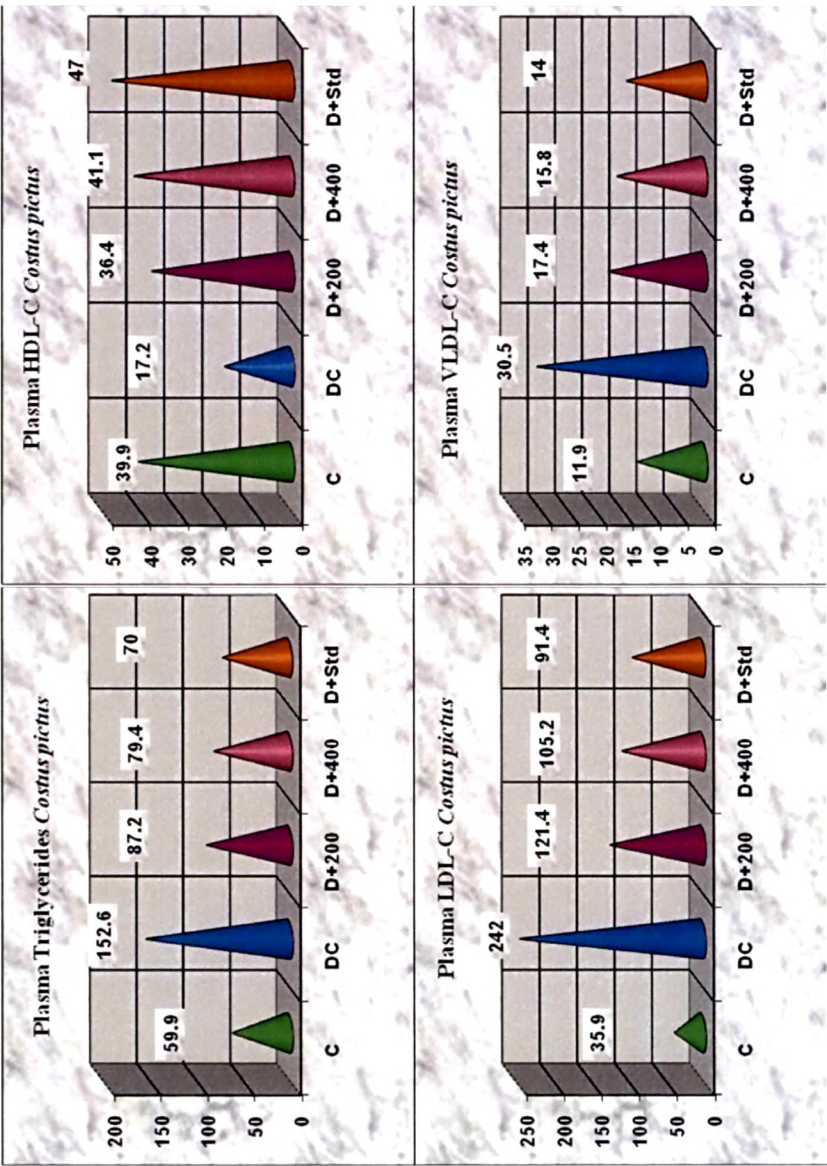 Plasma Triglycerides Costus pictus
200
150
100
50
0
59.9
152.6
87.2
79.4
70
C
DC
D+200
D+400
D+Std
Plasma HDL-C Costus pictus
50
40
30
20
10
0
39.9
17.2
36.4
41.1
47
C
DC
D+200
D+400
D+Std
Plasma LDL-C Costus pictus
250
200
150
100
50
0
35.9
242
121.4
105.2
91.4
C
DC
D+200
D+400
D+Std
Plasma VLDL-C Costus pictus
35
30
25
20
15
10
5
0
11.9
30.5
17.4
15.8
14
C
DC
D+200
D+400
D+Std